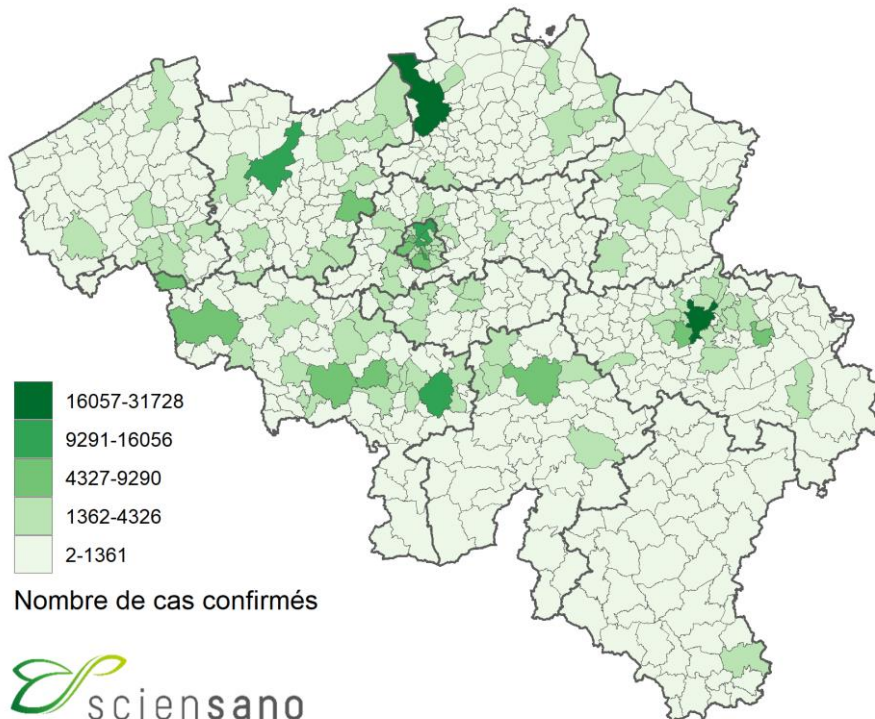 16057-31728
9291-16056
4327-9290
1362-4326
2-1361
Nombre de cas confirmés
sciensano